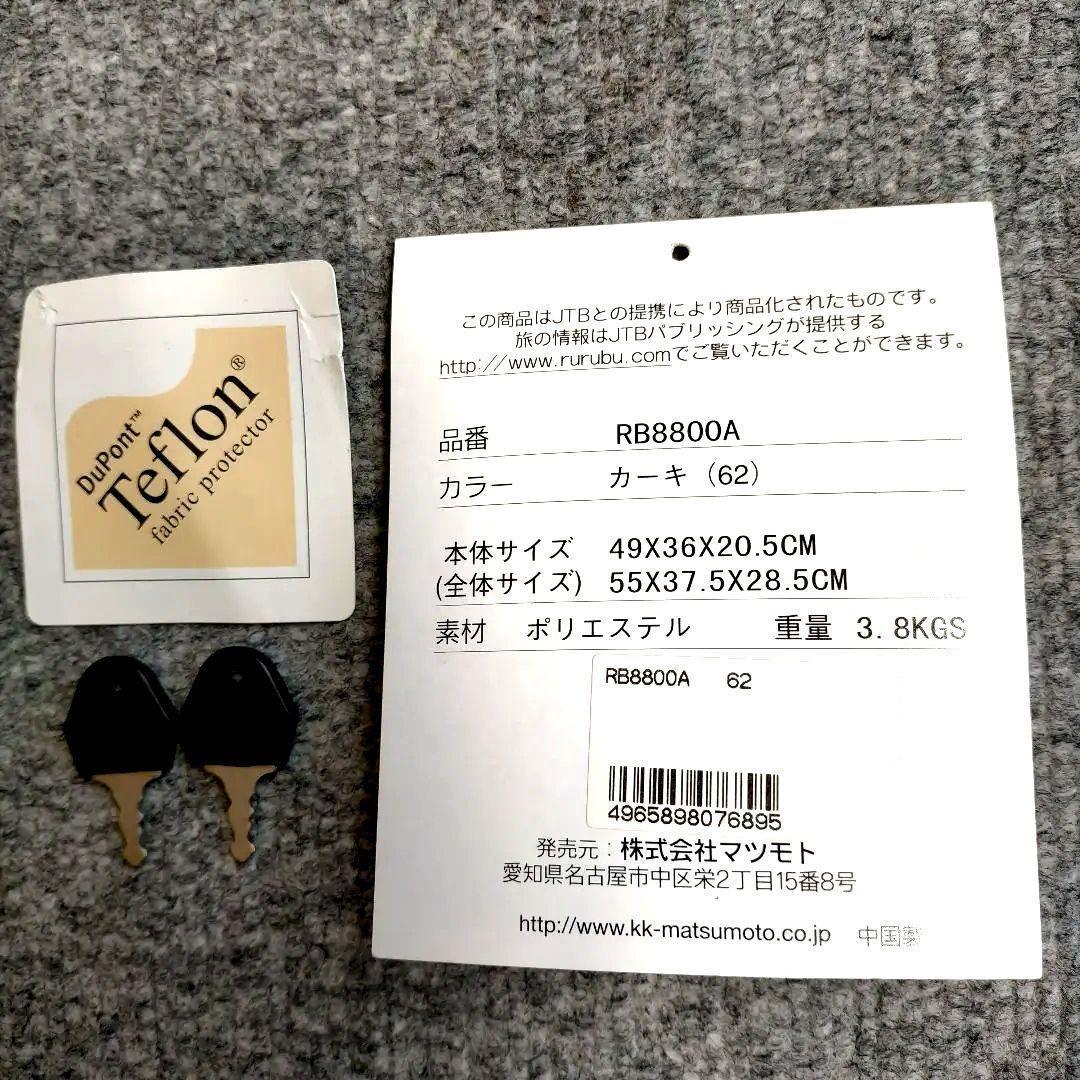 DuPont™
Teflon®
fabric protector
この商品はJTBとの提携により商品化されたものです。
旅の情報はJTBパブリッシングが提供する
http://www.rurubu.comでご覧いただくことができます。
品番 RB8800A
カラー カーキ（62）
本体サイズ 49X36X20.5CM
(全体サイズ) 55X37.5X28.5CM
素材 ポリエステル 重量 3.8KGS
RB8800A 62
4965898076895
発売元：株式会社マツモト
愛知県名古屋市中区栄2丁目15番8号
http://www.kk-matsumoto.co.jp 中国製